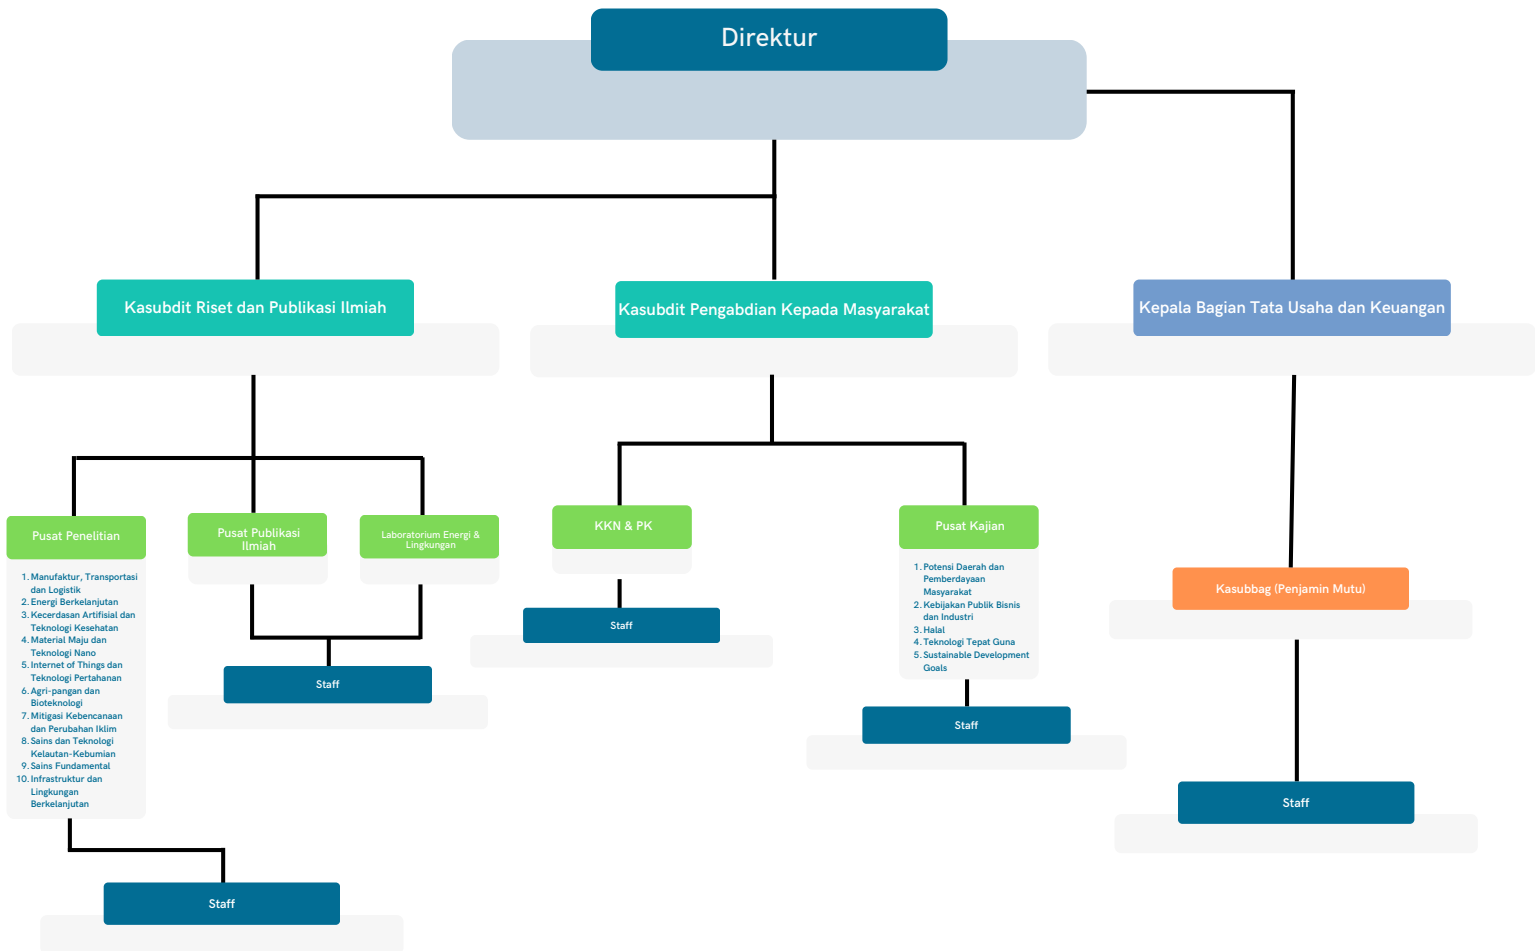 Direktur
Kasubdit Riset dan Publikasi Ilmiah
Kasubdit Pengabdian Kepada Masyarakat
Kepala Bagian Tata Usaha dan Keuangan
Pusat Penelitian
1. Manufaktur, Transportasi
dan Logistik
2. Energi Berkelanjutan
3. Kecerdasan Artifisial dan
Teknologi Kesehatan
4. Material Maju dan
Teknologi Nano
5. Internet of Things dan
Teknologi Pertahanan
6. Agri-pangan dan
Bioteknologi
7. Mitigasi Kebencanaan
dan Perubahan Iklim
8. Sains dan Teknologi
Kelautan-Kebumian
9. Sains Fundamental
10. Infrastruktur dan
Lingkungan
Berkelanjutan
Staff
Pusat Publikasi
Ilmiah
Laboratorium Energi &
Lingkungan
Staff
KKN & PK
Staff
Pusat Kajian
1. Potensi Daerah dan
Pemberdayaan
Masyarakat
2. Kebijakan Publik Bisnis
dan Industri
3. Halal
4. Teknologi Tepat Guna
5. Sustainable Development
Goals
Staff
Kasubbag (Penjamin Mutu)
Staff